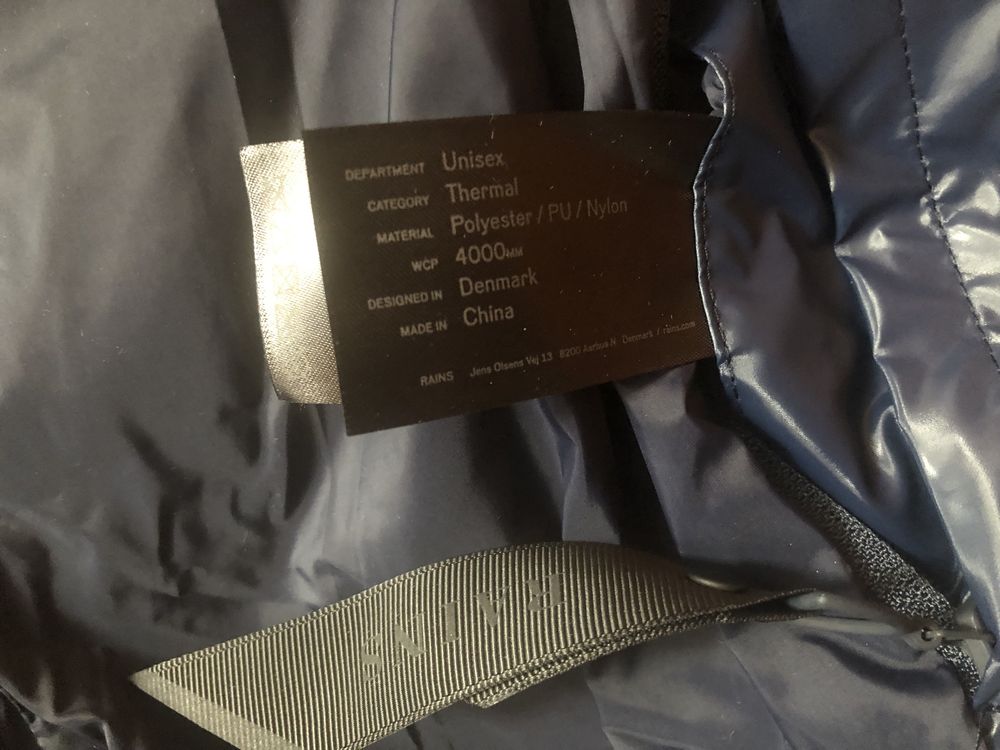 DEPARTMENT Unisex
CATEGORY Thermal
MATERIAL Polyester / PU / Nylon
WCP 4000MM
DESIGNED IN Denmark
MADE IN China
RAINS Jens Olsens Vej 13 8200 Aarhus N Denmark / rains.com
RAINS